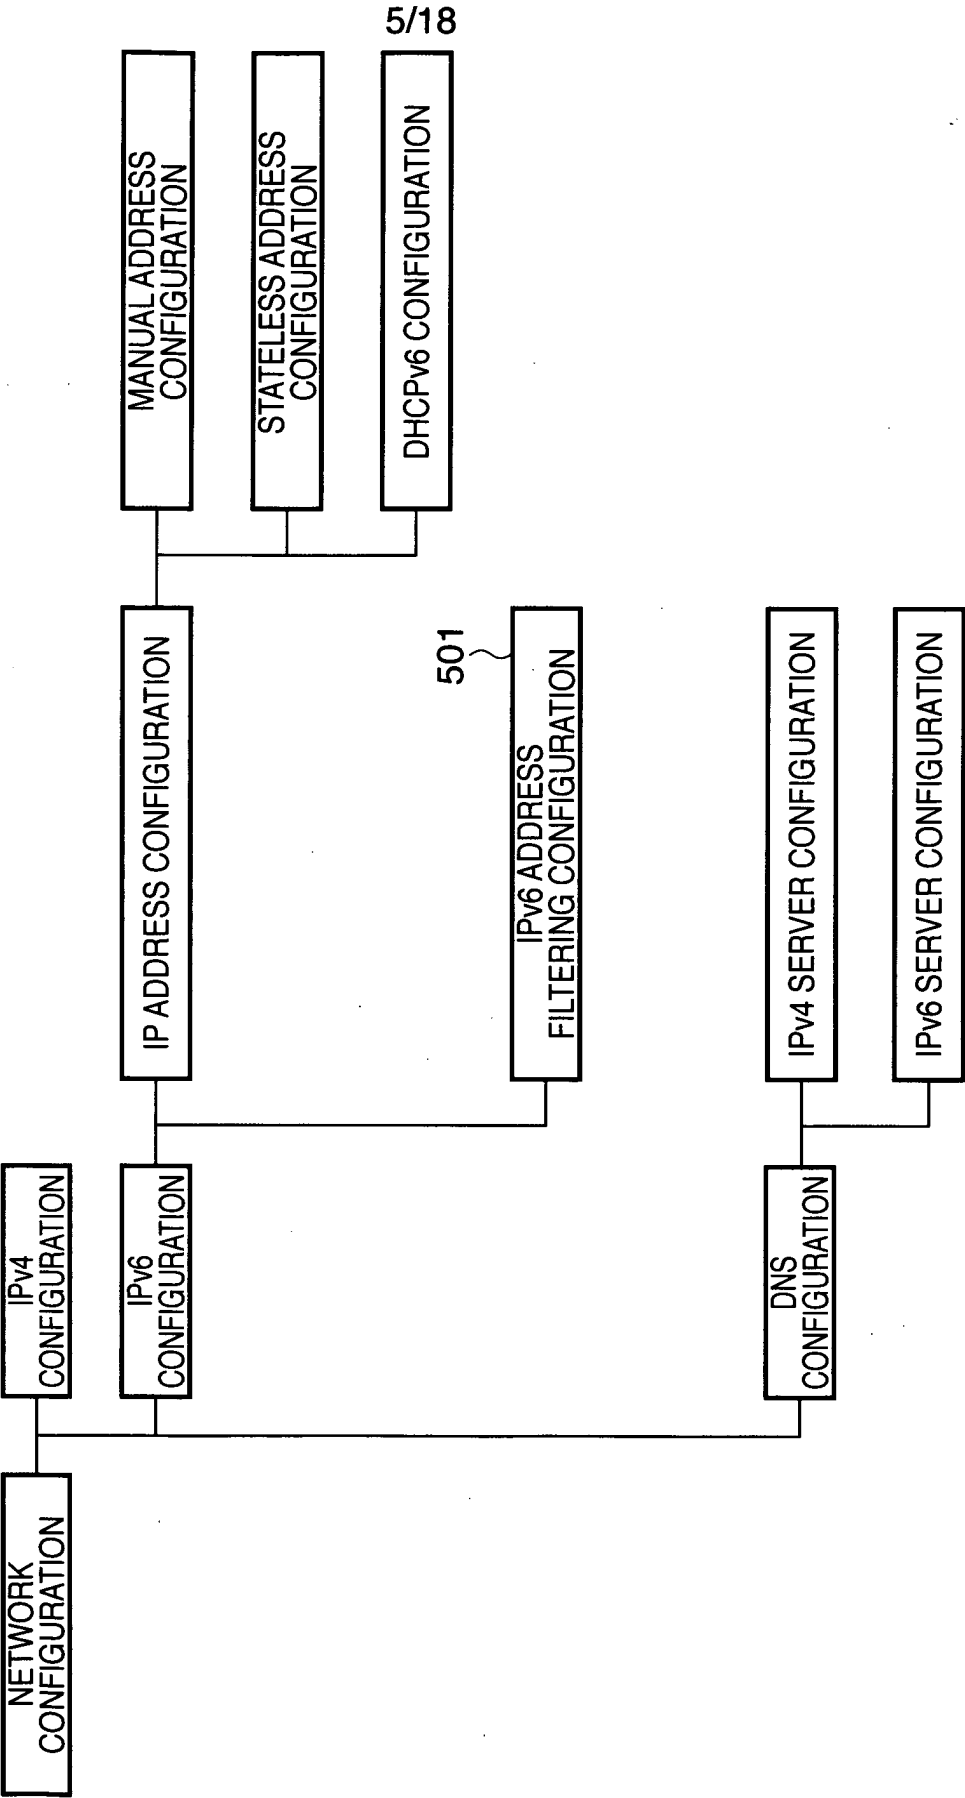 5/18
NETWORK
CONFIGURATION
IPv4
CONFIGURATION
IPv6
CONFIGURATION
IP ADDRESS CONFIGURATION
MANUAL ADDRESS
CONFIGURATION
STATELESS ADDRESS
CONFIGURATION
DHCPv6 CONFIGURATION
501
IPv6 ADDRESS
FILTERING CONFIGURATION
DNS
CONFIGURATION
IPv4 SERVER CONFIGURATION
IPv6 SERVER CONFIGURATION